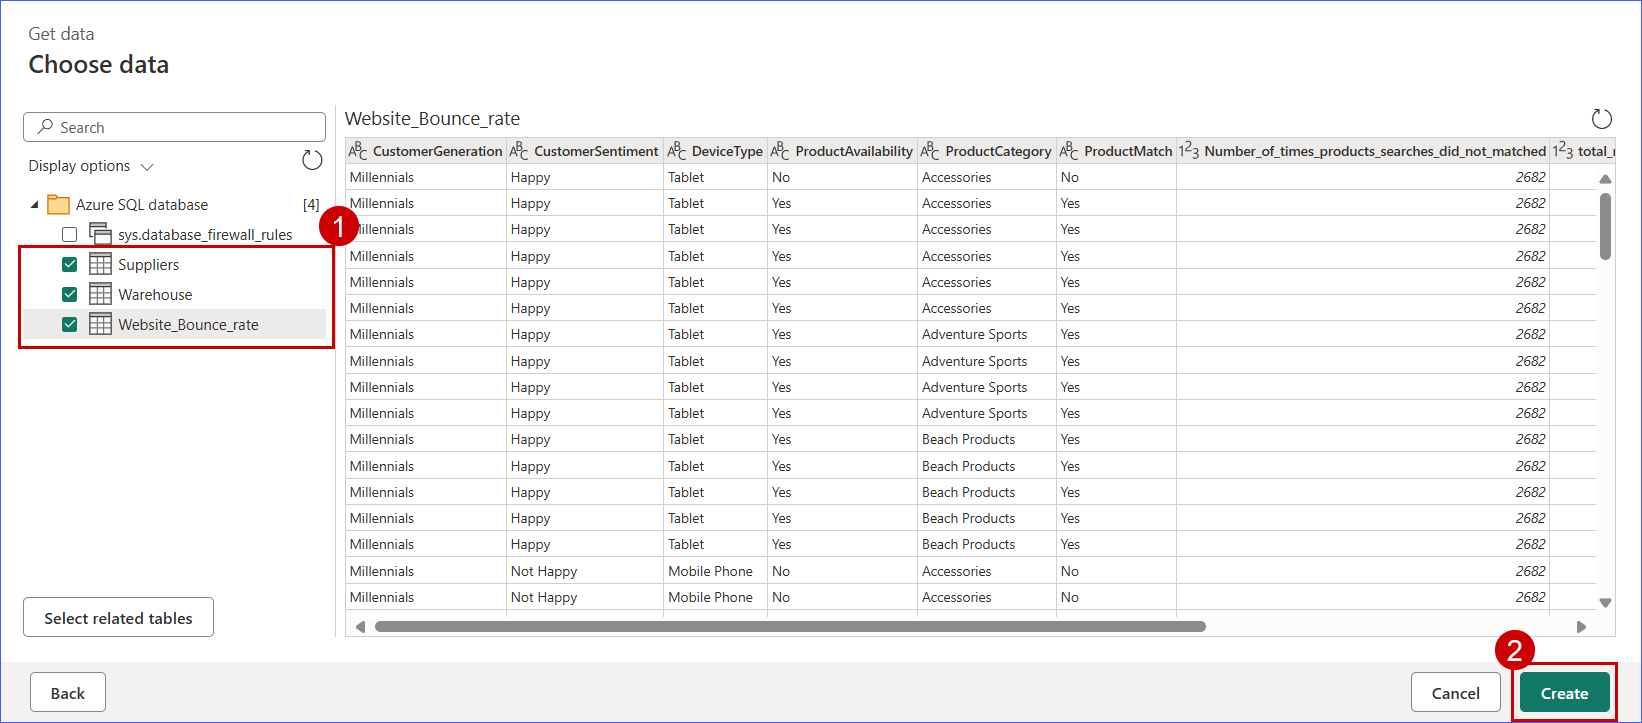 Get data
Choose data
Search
Display options
Azure SQL database [4]
sys.database_firewall_rules
Suppliers
Warehouse
Website_Bounce_rate
Select related tables
1
Website_Bounce_rate
ABC CustomerGeneration ABC CustomerSentiment ABC DeviceType ABC ProductAvailability ABC ProductCategory ABC ProductMatch 123 Number_of_times_products_searches_did_not_matched 123
Millennials Happy Tablet No Accessories No 2682
Millennials Happy Tablet Yes Accessories Yes 2682
Millennials Happy Tablet Yes Accessories Yes 2682
Millennials Happy Tablet Yes Accessories Yes 2682
Millennials Happy Tablet Yes Accessories Yes 2682
Millennials Happy Tablet Yes Accessories Yes 2682
Millennials Happy Tablet Yes Adventure Sports Yes 2682
Millennials Happy Tablet Yes Adventure Sports Yes 2682
Millennials Happy Tablet Yes Adventure Sports Yes 2682
Millennials Happy Tablet Yes Adventure Sports Yes 2682
Millennials Happy Tablet Yes Beach Products Yes 2682
Millennials Happy Tablet Yes Beach Products Yes 2682
Millennials Happy Tablet Yes Beach Products Yes 2682
Millennials Happy Tablet Yes Beach Products Yes 2682
Millennials Happy Tablet Yes Beach Products Yes 2682
Millennials Not Happy Mobile Phone No Accessories No 2682
Millennials Not Happy Mobile Phone No Accessories No 2682
2
Back Cancel Create